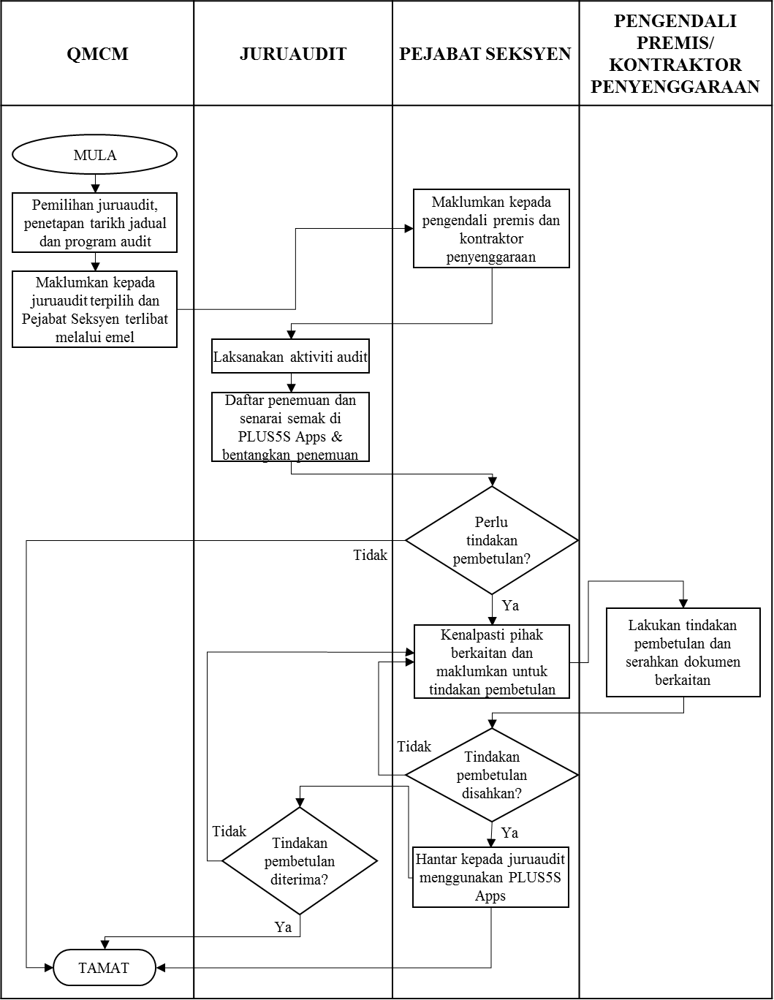 QMCM
JURUAUDIT
PEJABAT SEKSYEN
PENGENDALI
PREMIS/
KONTRAKTOR
PENYENGGARAAN
MULA
Pemilihan juruaudit,
penetapan tarikh jadual
dan program audit
Maklumkan kepada
juruaudit terpilih dan
Pejabat Seksyen terlibat
melalui emel
Maklumkan kepada
pengendali premis dan
kontraktor
penyenggaraan
Laksanakan aktiviti audit
Daftar penemuan dan
senarai semak di
PLUS5S Apps &
bentangkan penemuan
Perlu
tindakan
pembetulan?
Tidak
Ya
Kenalpasti pihak
berkaitan dan
maklumkan untuk
tindakan pembetulan
Lakukan tindakan
pembetulan dan
serahkan dokumen
berkaitan
Tindakan
pembetulan
disahkan?
Tidak
Ya
Hantar kepada juruaudit
menggunakan PLUS5S
Apps
Tindakan
pembetulan
diterima?
Tidak
Ya
TAMAT